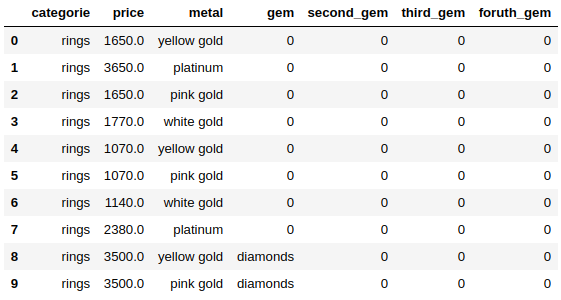 categorie price metal gem second_gem third_gem foruth_gem
0 rings 1650.0 yellow gold 0 0 0 0
1 rings 3650.0 platinum 0 0 0 0
2 rings 1650.0 pink gold 0 0 0 0
3 rings 1770.0 white gold 0 0 0 0
4 rings 1070.0 yellow gold 0 0 0 0
5 rings 1070.0 pink gold 0 0 0 0
6 rings 1140.0 white gold 0 0 0 0
7 rings 2380.0 platinum 0 0 0 0
8 rings 3500.0 yellow gold diamonds 0 0 0
9 rings 3500.0 pink gold diamonds 0 0 0